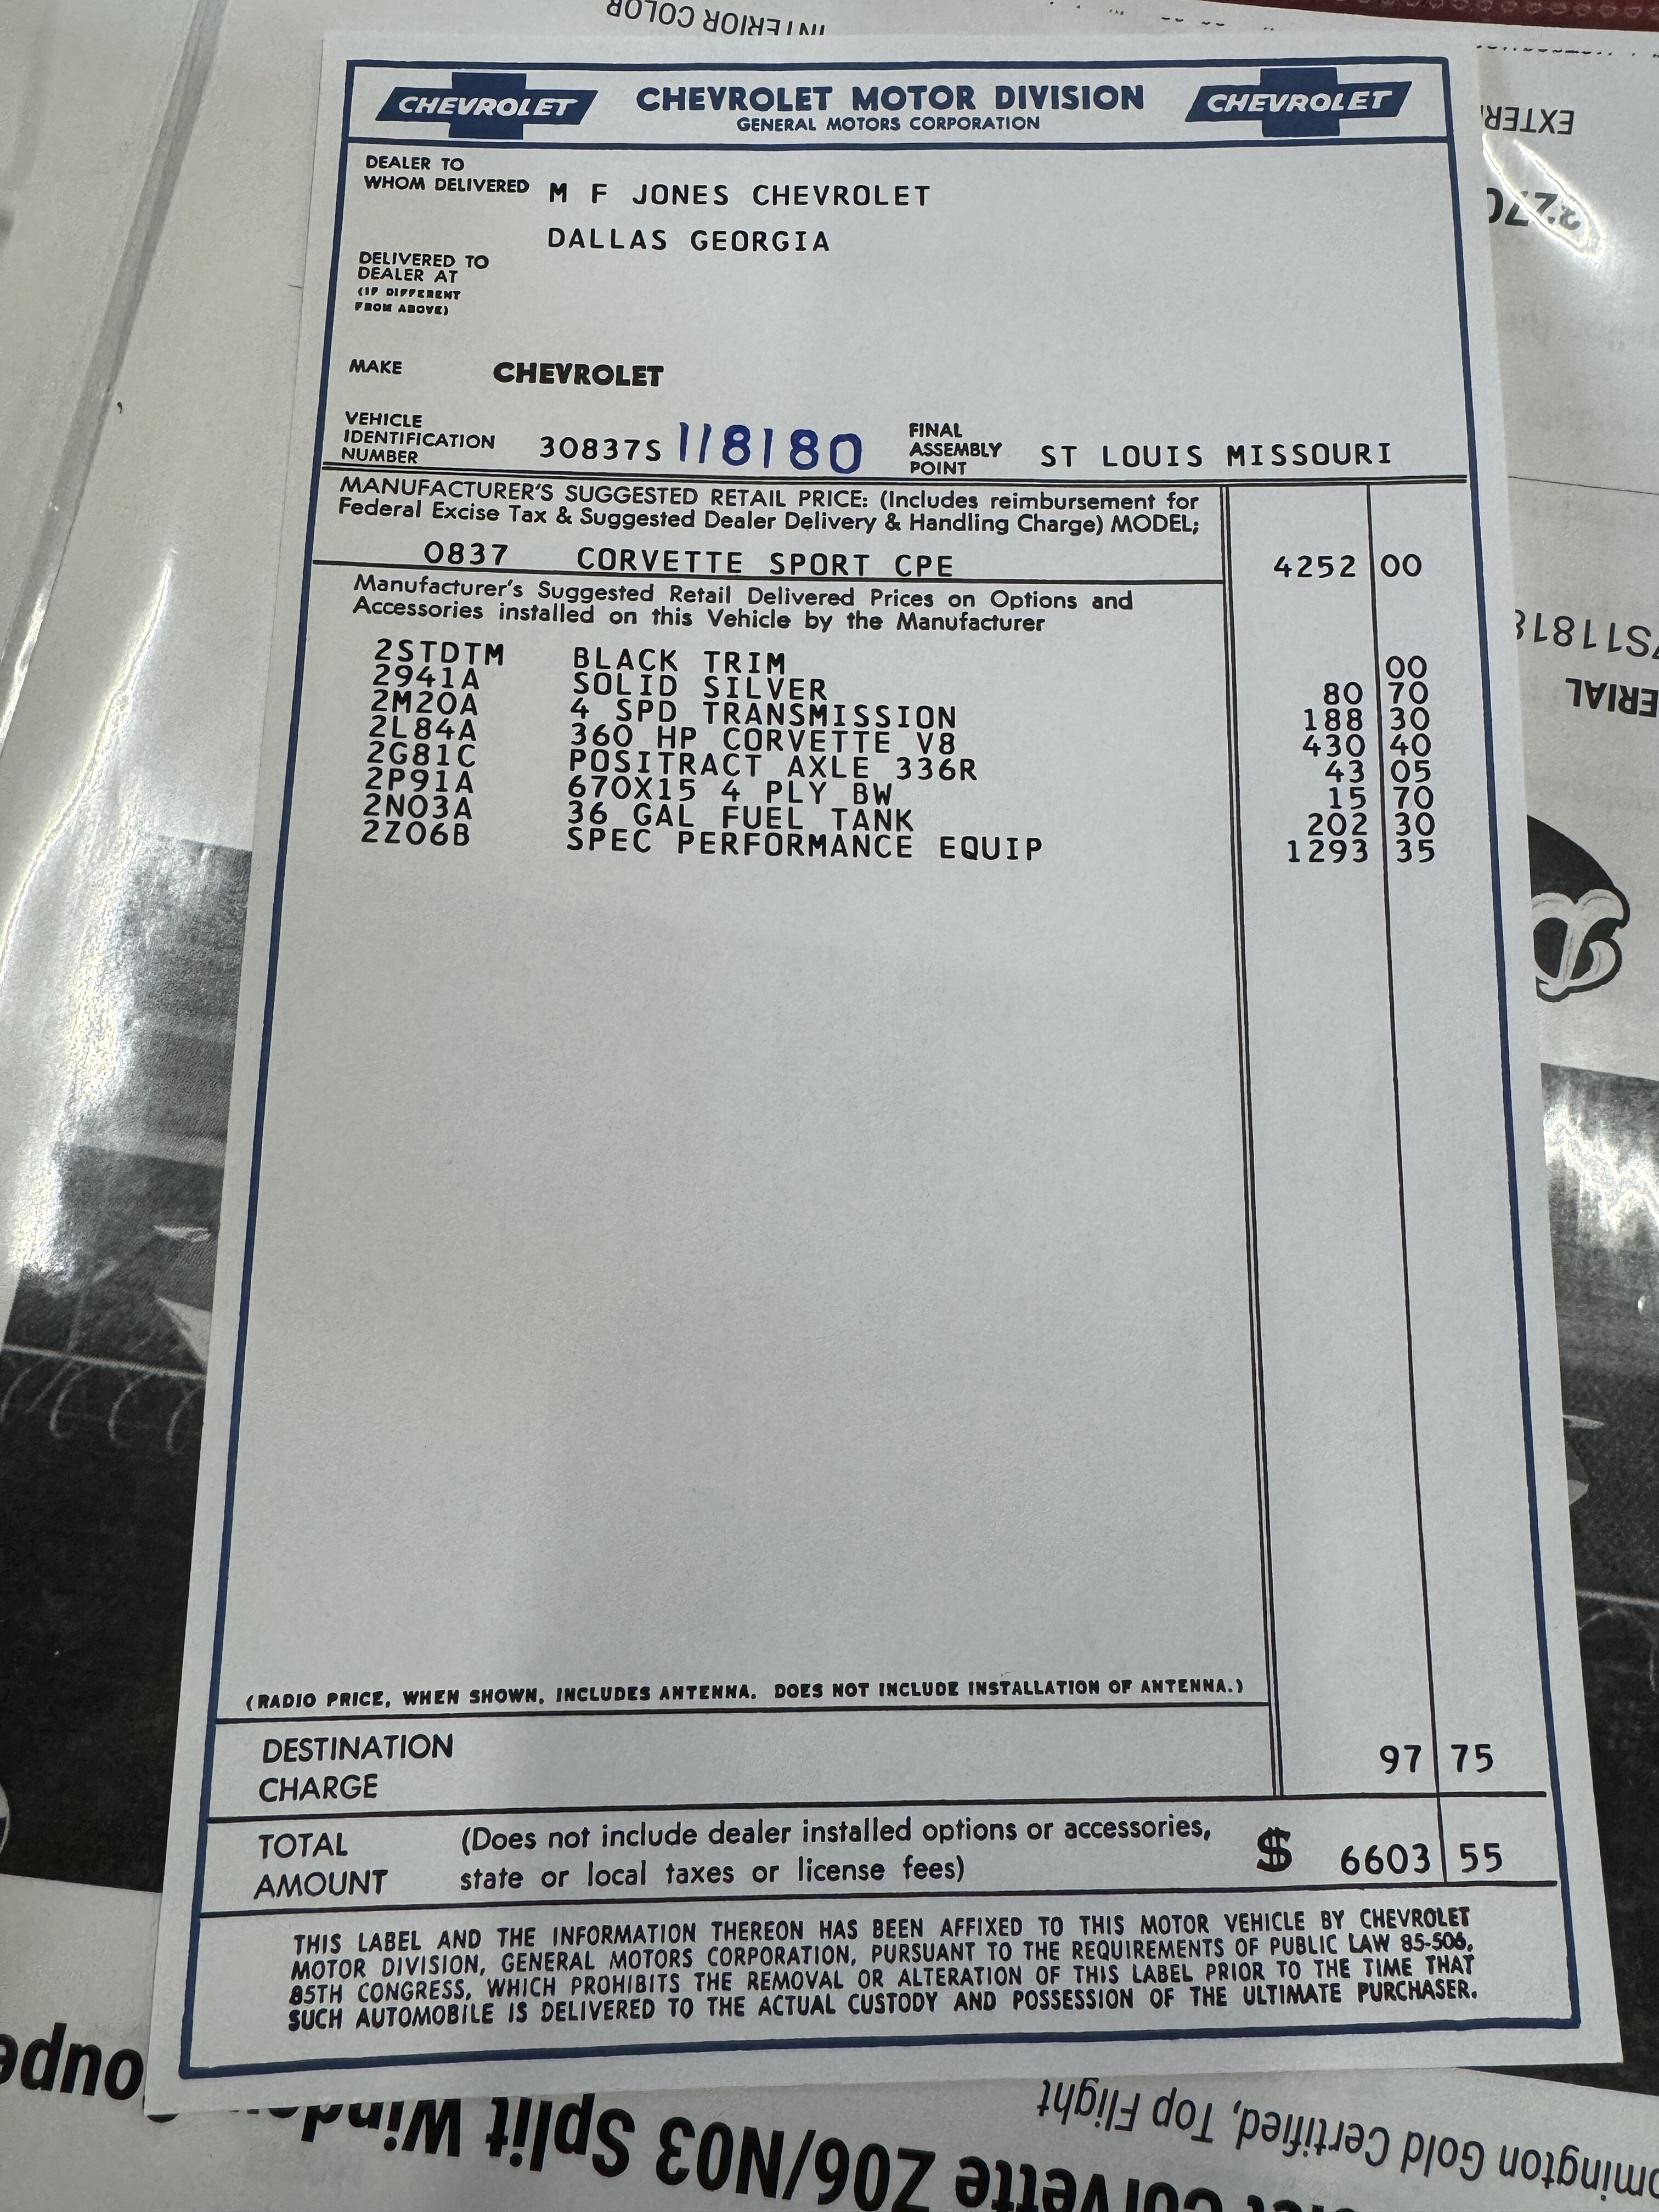 INTERIOR COLOR
CHEVROLET CHEVROLET MOTOR DIVISION CHEVROLET
GENERAL MOTORS CORPORATION
DEALER TO
WHOM DELIVERED M F JONES CHEVROLET
DALLAS GEORGIA
DELIVERED TO
DEALER AT
(IF DIFFERENT
FROM ABOVE)
MAKE CHEVROLET
VEHICLE
IDENTIFICATION
NUMBER 30837S 118180
FINAL
ASSEMBLY
POINT ST LOUIS MISSOURI
MANUFACTURER'S SUGGESTED RETAIL PRICE: (Includes reimbursement for
Federal Excise Tax & Suggested Dealer Delivery & Handling Charge) MODEL;
0837 CORVETTE SPORT CPE 4252 00
Manufacturer's Suggested Retail Delivered Prices on Options and
Accessories installed on this Vehicle by the Manufacturer
2STDTM BLACK TRIM 00
2941A SOLID SILVER 80 70
2M20A 4 SPD TRANSMISSION 188 30
2L84A 360 HP CORVETTE V8 430 40
2G81C POSITRACT AXLE 336R 43 05
2P91A 670X15 4 PLY BW 15 70
2N03A 36 GAL FUEL TANK 202 30
2Z06B SPEC PERFORMANCE EQUIP 1293 35
(RADIO PRICE, WHEN SHOWN, INCLUDES ANTENNA. DOES NOT INCLUDE INSTALLATION OF ANTENNA.)
DESTINATION
CHARGE 97 75
TOTAL
AMOUNT
(Does not include dealer installed options or accessories,
state or local taxes or license fees) $ 6603 55
THIS LABEL AND THE INFORMATION THEREON HAS BEEN AFFIXED TO THIS MOTOR VEHICLE BY CHEVROLET
MOTOR DIVISION, GENERAL MOTORS CORPORATION, PURSUANT TO THE REQUIREMENTS OF PUBLIC LAW 85-506,
85TH CONGRESS, WHICH PROHIBITS THE REMOVAL OR ALTERATION OF THIS LABEL PRIOR TO THE TIME THAT
SUCH AUTOMOBILE IS DELIVERED TO THE ACTUAL CUSTODY AND POSSESSION OF THE ULTIMATE PURCHASER.
Gold Certified, Top Flight
Corvette Z06/N03 Split